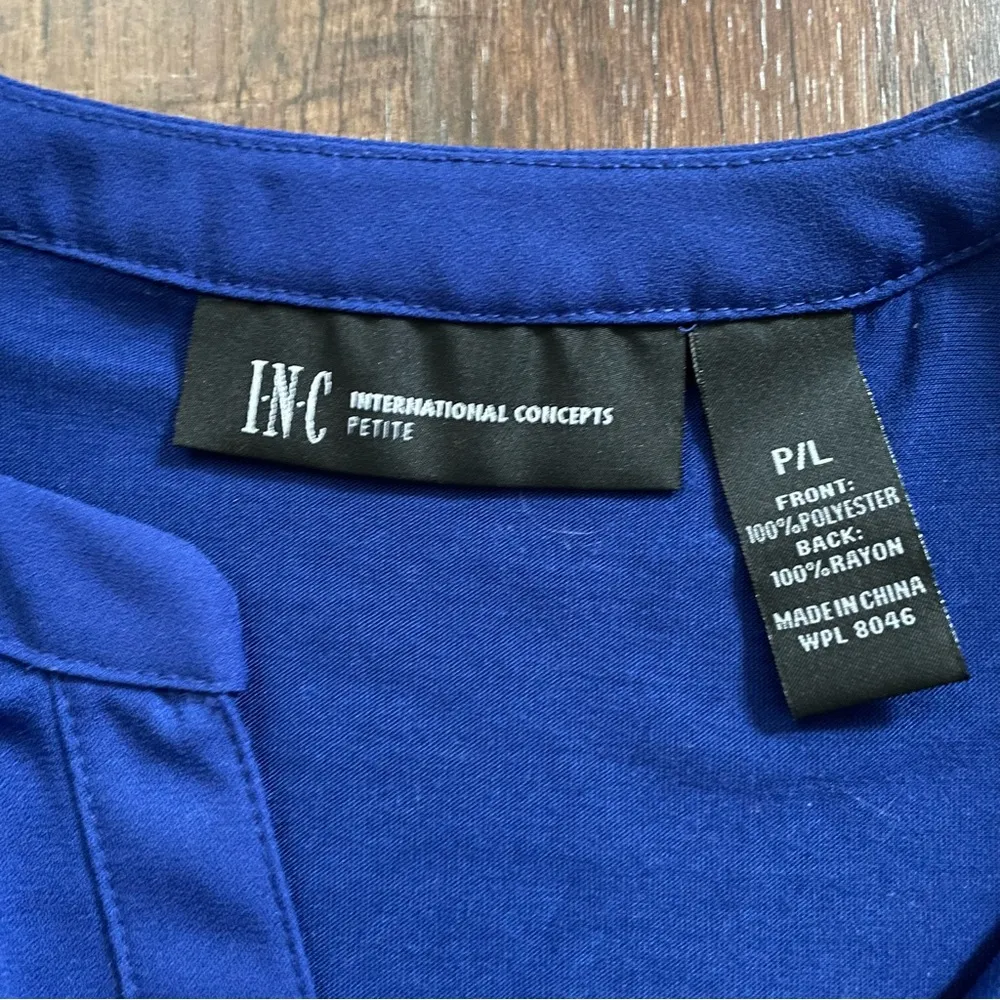 I·N·C INTERNATIONAL CONCEPTS
PETITE
P/L
FRONT:
100%POLYESTER
BACK:
100%RAYON
MADE IN CHINA
WPL 8046